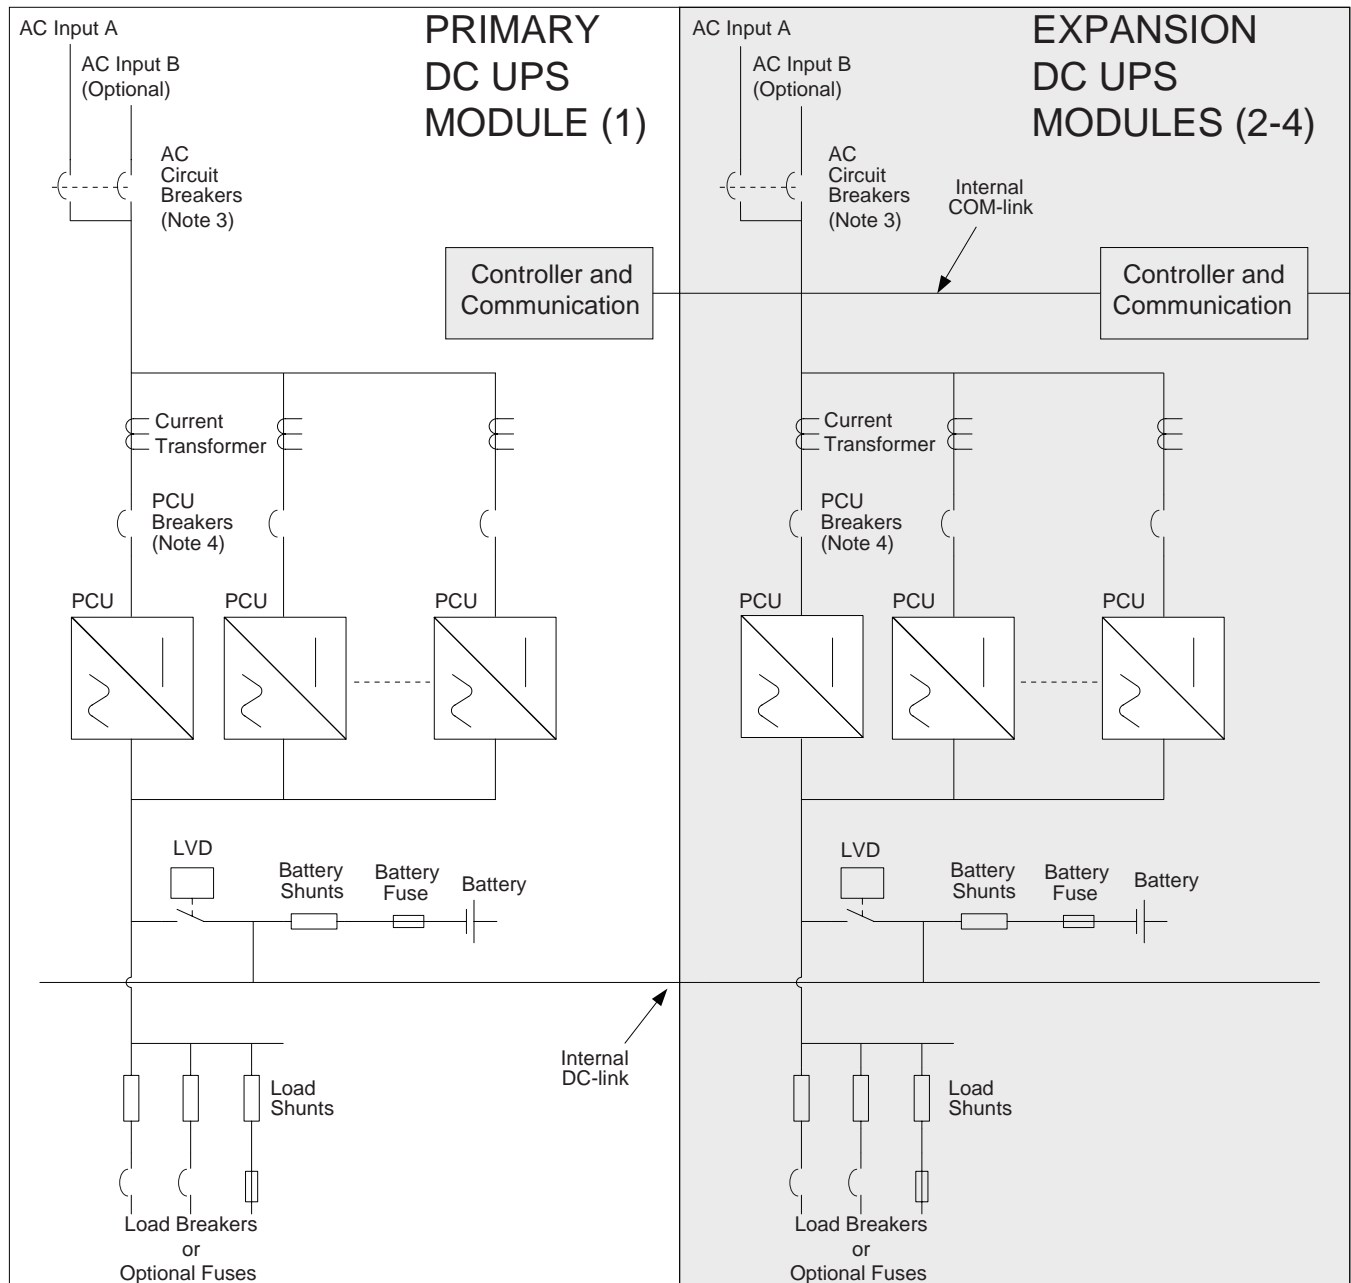 PRIMARY
DC UPS
MODULE (1)
AC Input A
AC Input B
(Optional)
AC
Circuit
Breakers
(Note 3)
Controller and
Communication
Current
Transformer
PCU
Breakers
(Note 4)
PCU
PCU
PCU
LVD
Battery
Shunts
Battery
Fuse
Battery
Internal
DC-link
Load
Shunts
Load Breakers
or
Optional Fuses
EXPANSION
DC UPS
MODULES (2-4)
AC Input A
AC Input B
(Optional)
AC
Circuit
Breakers
(Note 3)
Internal
COM-link
Controller and
Communication
Current
Transformer
PCU
Breakers
(Note 4)
PCU
PCU
PCU
LVD
Battery
Shunts
Battery
Fuse
Battery
Load
Shunts
Load Breakers
or
Optional Fuses